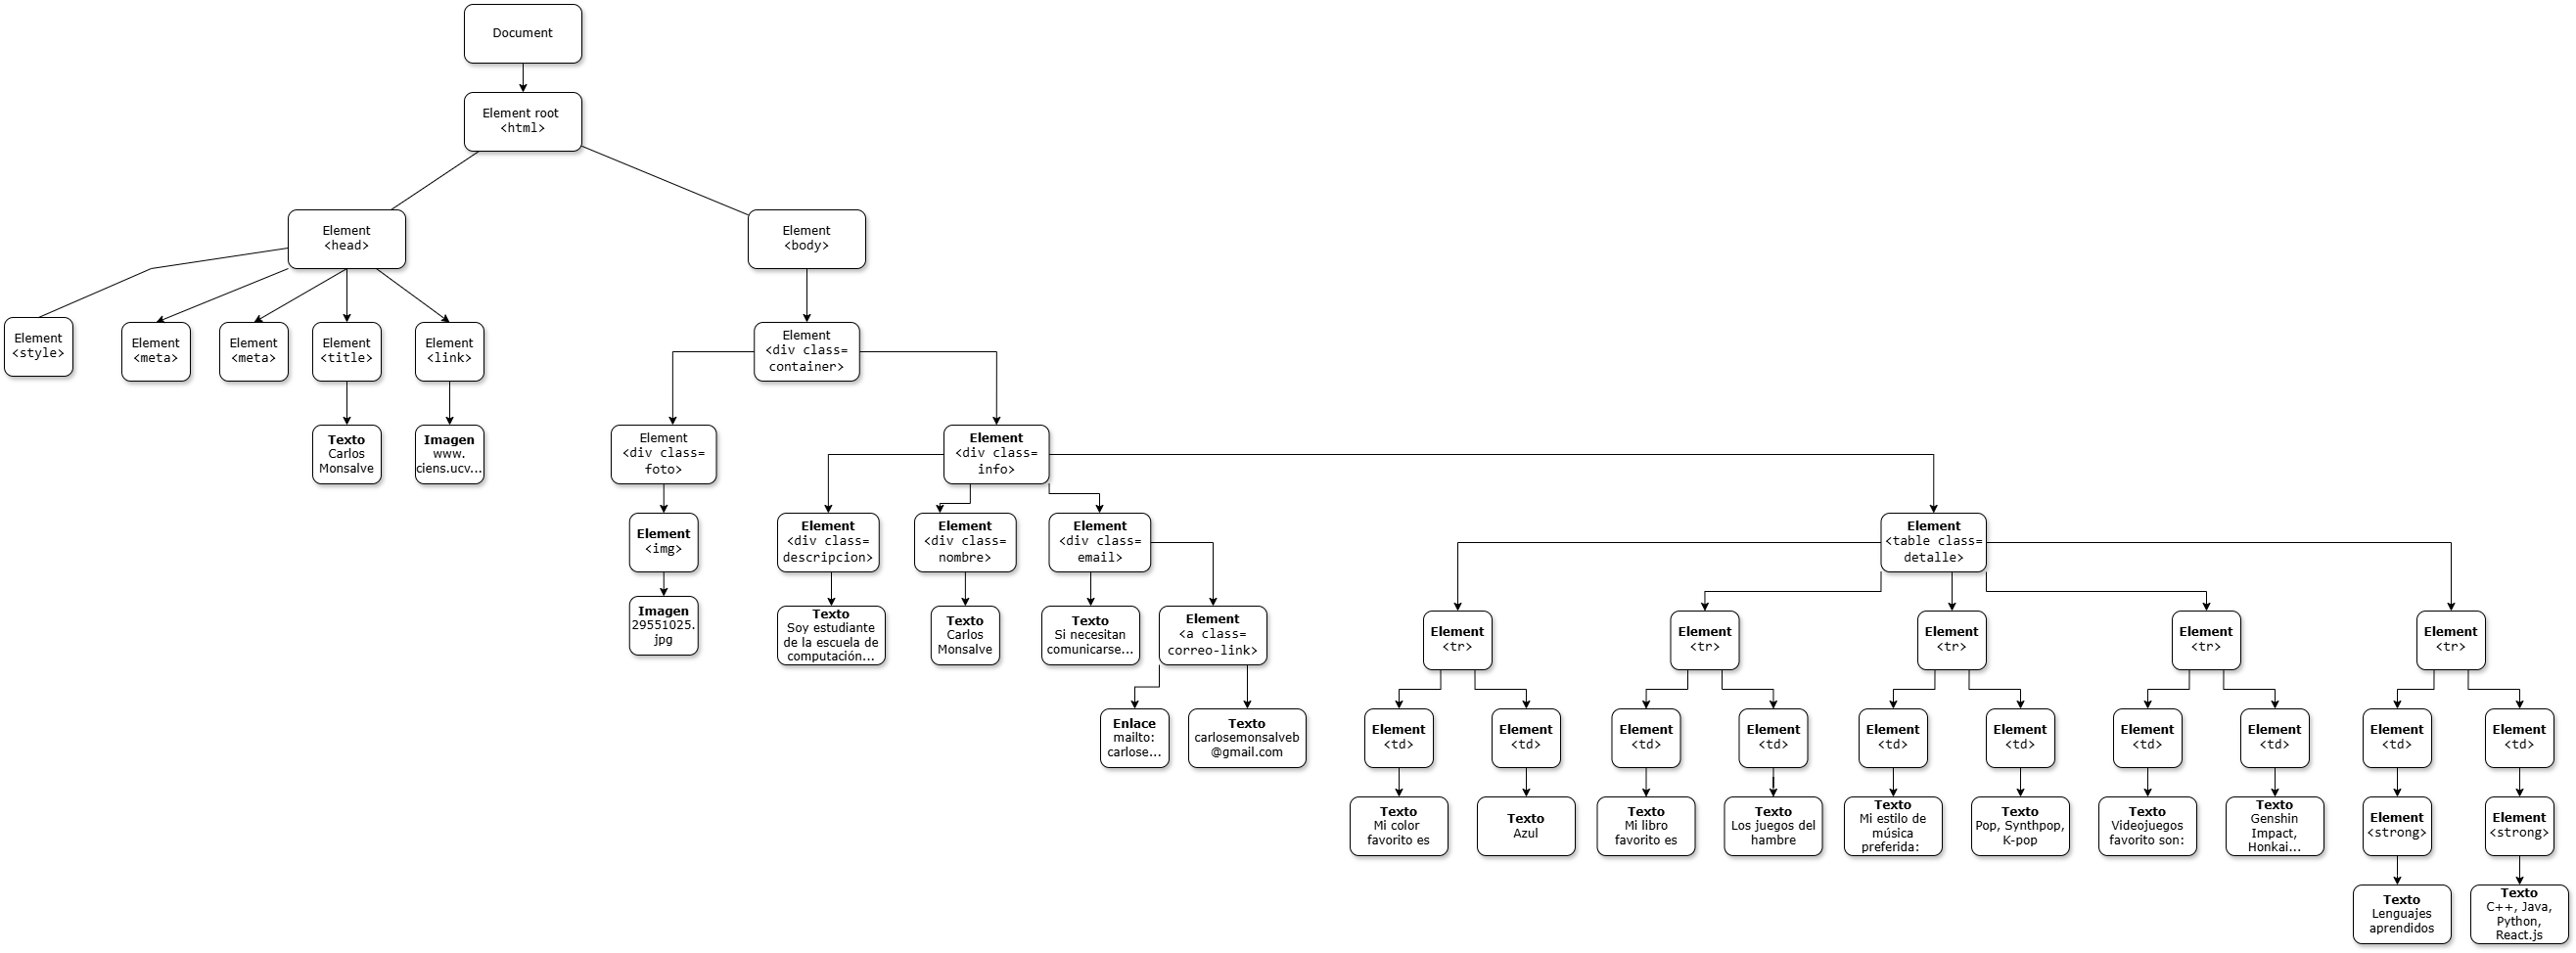 Document
Element root
<html>
Element
<head>
Element
<body>
Element
<style>
Element
<meta>
Element
<meta>
Element
<title>
Element
<link>
Element
<div class=
container>
Texto
Carlos
Monsalve
Imagen
www.
ciens.ucv...
Element
<div class=
foto>
Element
<div class=
info>
Element
<img>
Element
<div class=
descripcion>
Element
<div class=
nombre>
Element
<div class=
email>
Element
<table class=
detalle>
Imagen
29551025.
jpg
Texto
Soy estudiante
de la escuela de
computación...
Texto
Carlos
Monsalve
Texto
Si necesitan
comunicarse...
Element
<a class=
correo-link>
Element
<tr>
Element
<tr>
Element
<tr>
Element
<tr>
Element
<tr>
Enlace
mailto:
carlose...
Texto
carlosemonsalveb
@gmail.com
Element
<td>
Element
<td>
Element
<td>
Element
<td>
Element
<td>
Element
<td>
Element
<td>
Element
<td>
Element
<td>
Element
<td>
Texto
Mi color
favorito es
Texto
Azul
Texto
Mi libro
favorito es
Texto
Los juegos del
hambre
Texto
Mi estilo de
música
preferida:
Texto
Pop, Synthpop,
K-pop
Texto
Videojuegos
favorito son:
Texto
Genshin
Impact,
Honkai...
Element
<strong>
Element
<strong>
Texto
Lenguajes
aprendidos
Texto
C++, Java,
Python,
React.js